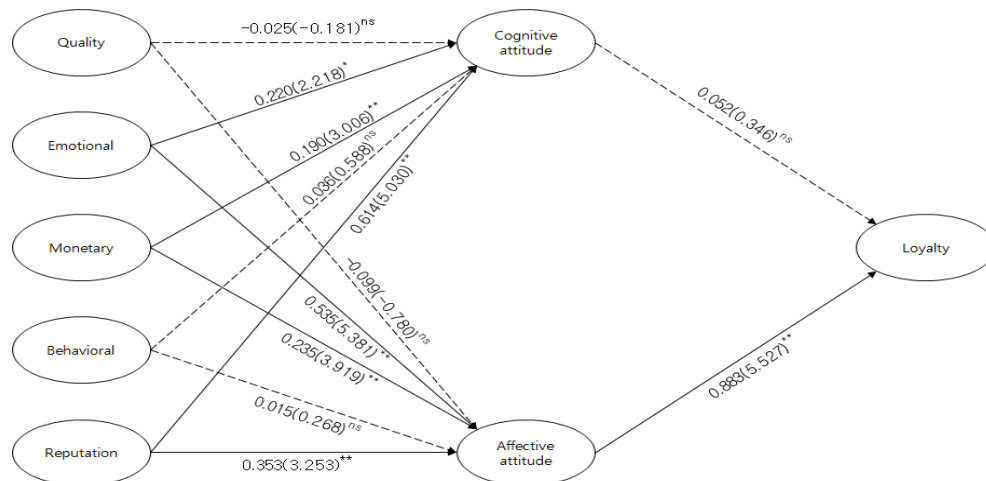 Quality
-0.025(-0.181)ns
Cognitive
attitude
0.220(2.218)*
0.052(0.346)ns
Emotional
0.190(3.006)**
0.036(0.588)ns
0.614(5.030)**
Monetary
Loyalty
-0.099(-0.780)ns
0.535(5.381)**
0.235(3.919)**
Behavioral
0.883(5.527)**
0.015(0.268)ns
Reputation
Affective
attitude
0.353(3.253)**